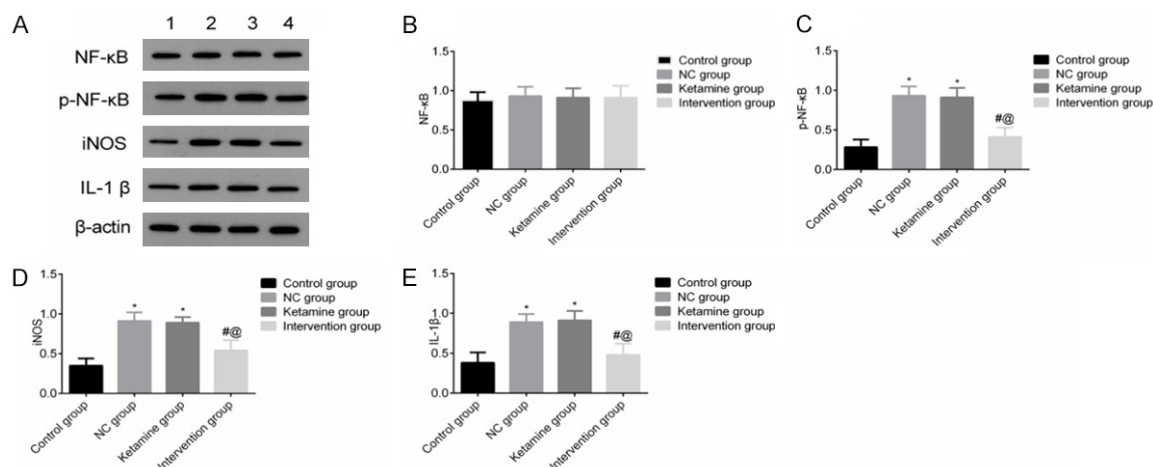 A
1 2 3 4
NF-κB
p-NF-κB
iNOS
IL-1 β
β-actin
B
NF-κB
1.5
1.0
0.5
0.0
Control group
NC group
Ketamine group
Intervention group
Control group
NC group
Ketamine group
Intervention group
C
p-NF-κB
1.5
1.0
0.5
0.0
* * #@
Control group
NC group
Ketamine group
Intervention group
Control group
NC group
Ketamine group
Intervention group
D
iNOS
1.5
1.0
0.5
0.0
* * #@
Control group
NC group
Ketamine group
Intervention group
Control group
NC group
Ketamine group
Intervention group
E
IL-1β
1.5
1.0
0.5
0.0
* * #@
Control group
NC group
Ketamine group
Intervention group
Control group
NC group
Ketamine group
Intervention group